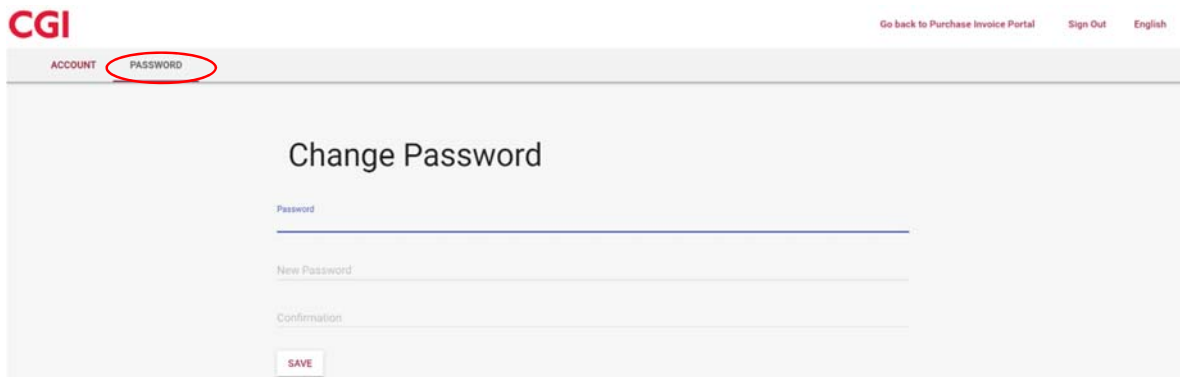 CGI
Go back to Purchase Invoice Portal Sign Out English
ACCOUNT PASSWORD
Change Password
Password
New Password
Confirmation
SAVE